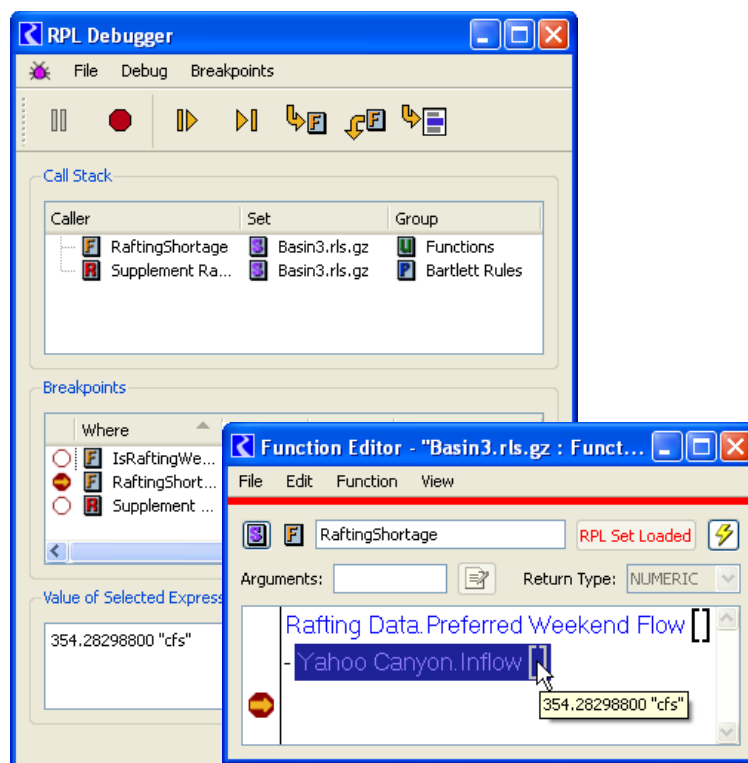 RPL Debugger
File Debug Breakpoints
Call Stack
Caller Set Group
F RaftingShortage S Basin3.rls.gz U Functions
R Supplement Ra... S Basin3.rls.gz P Bartlett Rules
Breakpoints
Where
F IsRaftingWe...
F RaftingShort...
R Supplement ...
Value of Selected Express
354.28298800 "cfs"
Function Editor - "Basin3.rls.gz : Funct...
File Edit Function View
S F RaftingShortage RPL Set Loaded
Arguments: Return Type: NUMERIC
Rafting Data.Preferred Weekend Flow []
- Yahoo Canyon.Inflow []
354.28298800 "cfs"